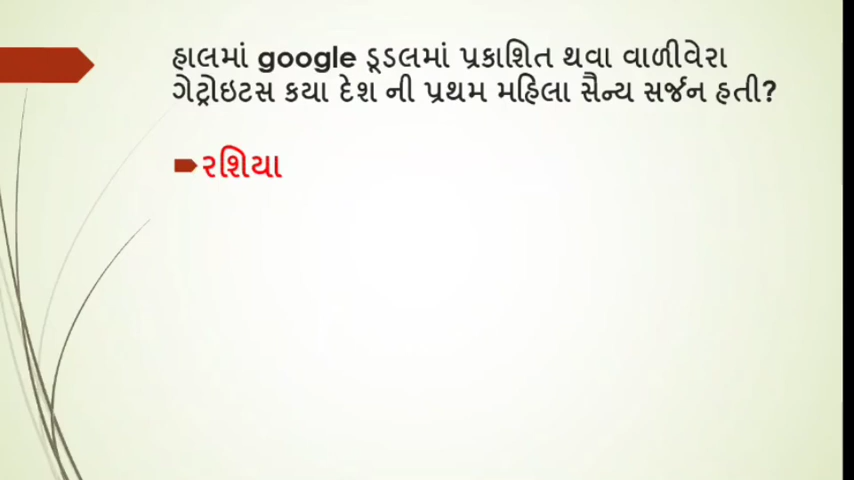 હાલમાં google ડૂડલમાં પ્રકાશિત થવા વાળીવેરા
ગેટ્રોઇટસ કયા દેશ ની પ્રથમ મહિલા સૈન્ય સર્જન હતી?
રશિયા